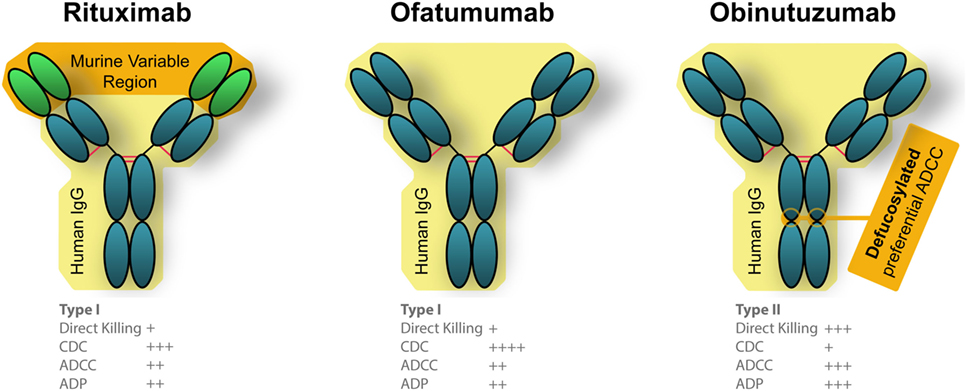 Rituximab
Murine Variable
Region
Human IgG
Type I
Direct Killing +
CDC +++
ADCC ++
ADP ++
Ofatumumab
Human IgG
Type I
Direct Killing +
CDC ++++
ADCC ++
ADP ++
Obinutuzumab
Human IgG
Defucosylated
preferential ADCC
Type II
Direct Killing +++
CDC +
ADCC +++
ADP +++